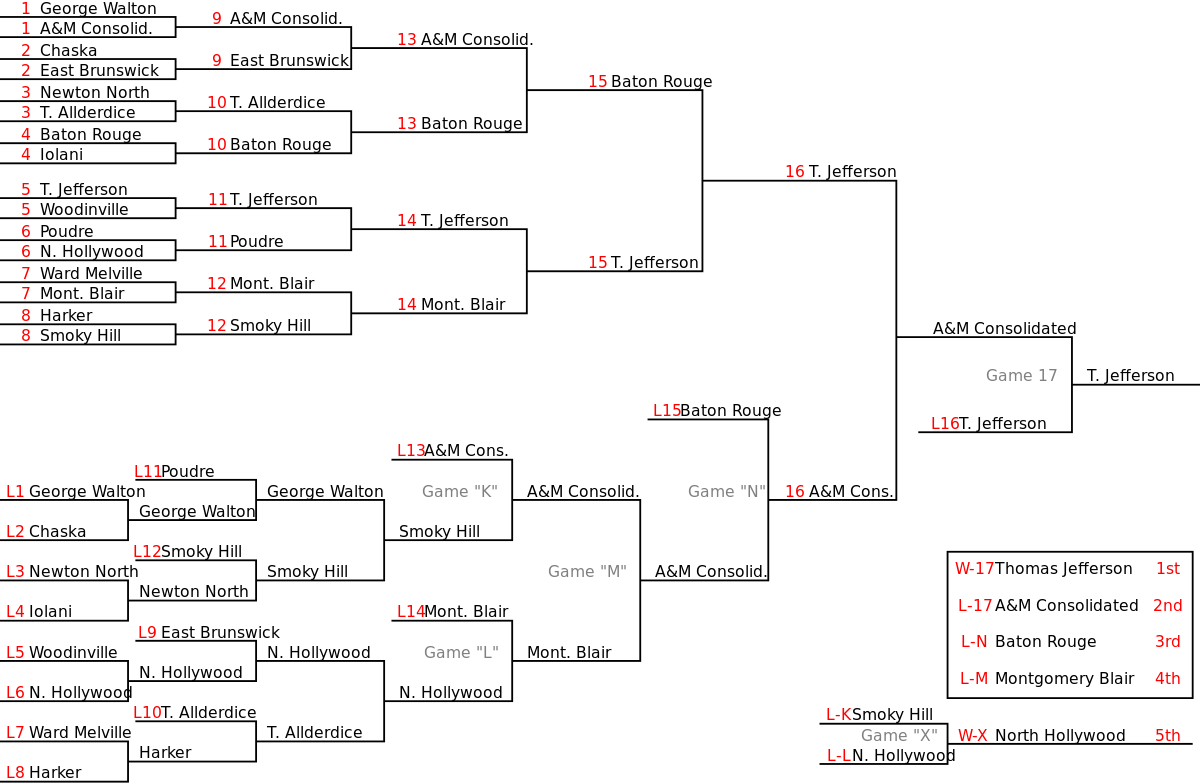 1 George Walton
1 A&M Consolid.
2 Chaska
2 East Brunswick
3 Newton North
3 T. Allderdice
4 Baton Rouge
4 Iolani
5 T. Jefferson
5 Woodinville
6 Poudre
6 N. Hollywood
7 Ward Melville
7 Mont. Blair
8 Harker
8 Smoky Hill
9 A&M Consolid.
9 East Brunswick
10 T. Allderdice
10 Baton Rouge
11 T. Jefferson
11 Poudre
12 Mont. Blair
12 Smoky Hill
13 A&M Consolid.
13 Baton Rouge
14 T. Jefferson
14 Mont. Blair
15 Baton Rouge
15 T. Jefferson
16 T. Jefferson
16 A&M Cons.
A&M Consolidated
Game 17
L16 T. Jefferson
T. Jefferson
L1 George Walton
L2 Chaska
L3 Newton North
L4 Iolani
L5 Woodinville
L6 N. Hollywood
L7 Ward Melville
L8 Harker
L11 Poudre
George Walton
L12 Smoky Hill
Newton North
L9 East Brunswick
N. Hollywood
L10 T. Allderdice
Harker
George Walton
Smoky Hill
N. Hollywood
T. Allderdice
L13 A&M Cons.
Game "K"
Smoky Hill
L14 Mont. Blair
Game "L"
N. Hollywood
A&M Consolid.
Game "M"
Mont. Blair
L15 Baton Rouge
Game "N"
A&M Consolid.
W-17 Thomas Jefferson 1st
L-17 A&M Consolidated 2nd
L-N Baton Rouge 3rd
L-M Montgomery Blair 4th
L-K Smoky Hill
Game "X"
L-L N. Hollywood
W-X North Hollywood 5th